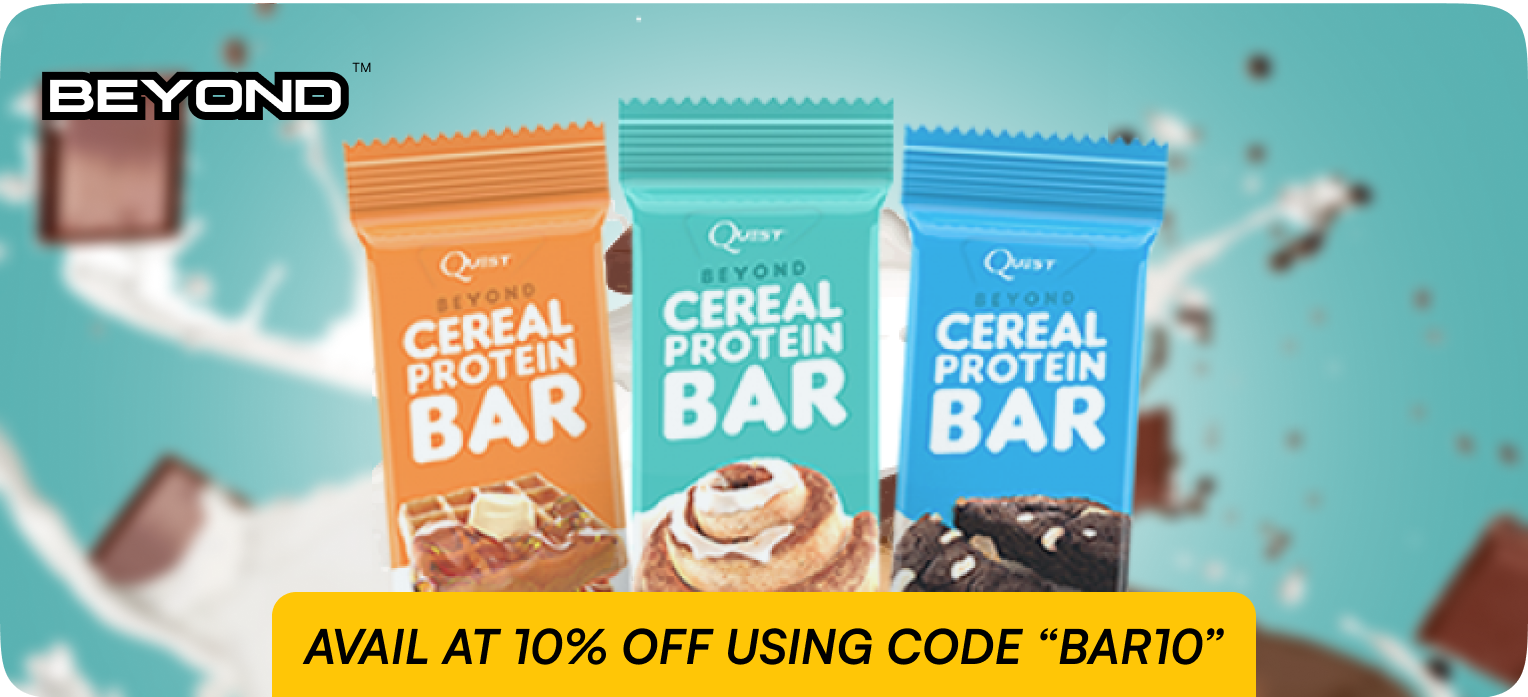 BEYOND™
QUEST
BEYOND
CEREAL
PROTEIN
BAR
QUEST
BEYOND
CEREAL
PROTEIN
BAR
QUEST
BEYOND
CEREAL
PROTEIN
BAR
AVAIL AT 10% OFF USING CODE “BAR10”